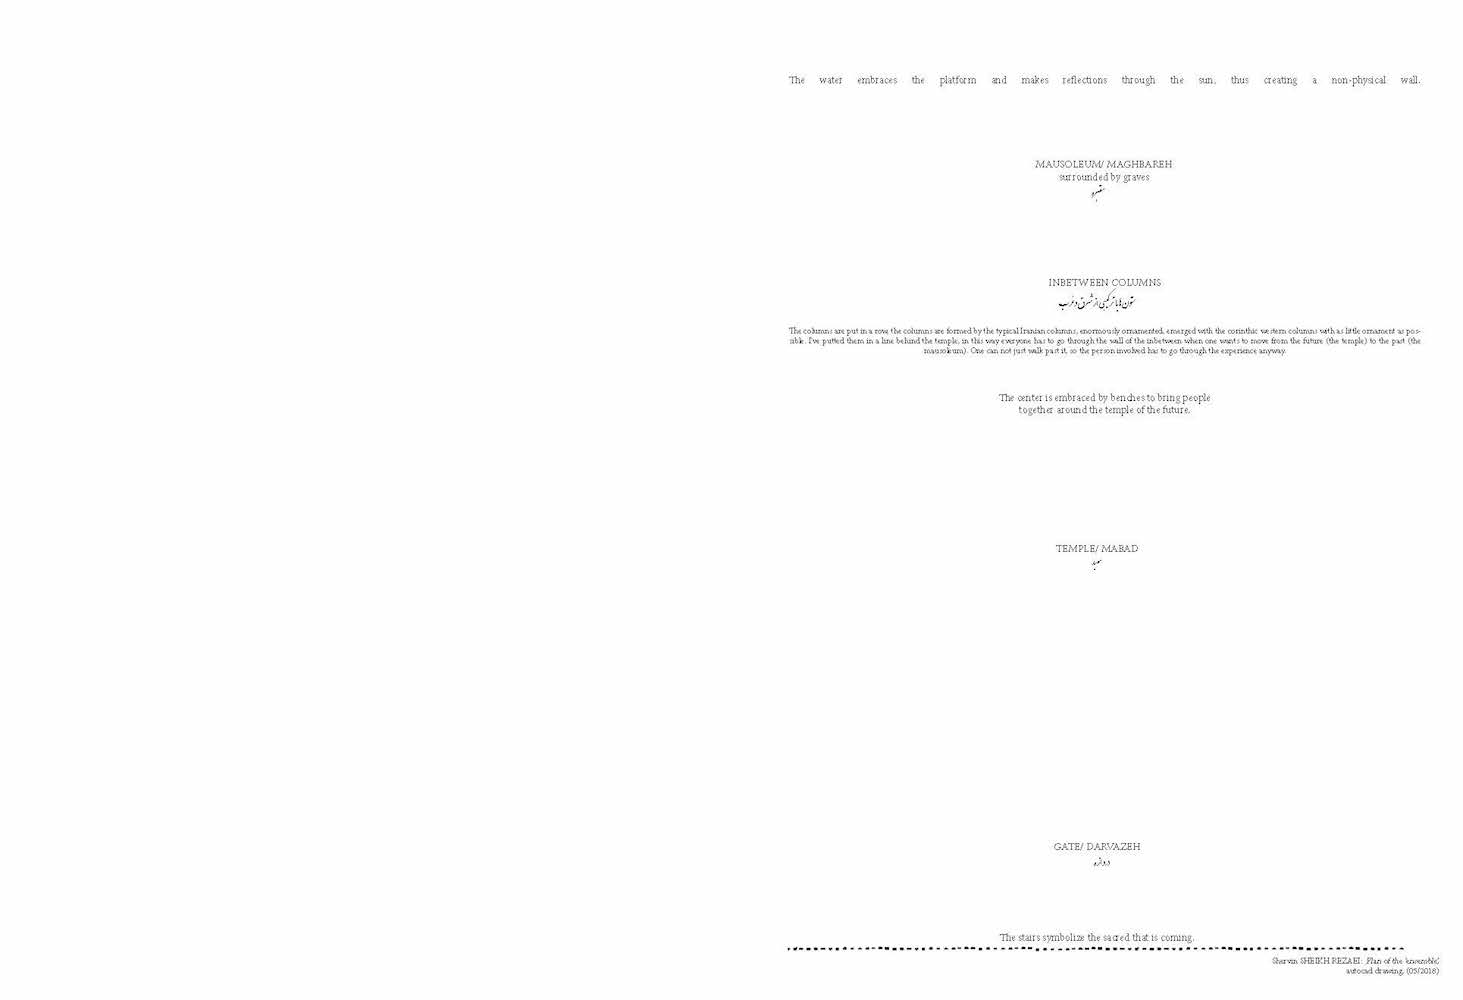 The water embraces the platform and makes reflections through the sun, thus creating a non-physical wall.
MAUSOLEUM/ MAGHBAREH
surrounded by graves
مقبره
INBETWEEN COLUMNS
ستون ها با ترکیبی از شرق و غرب
The columns are put in a row, the columns are formed by the typical Iranian columns, enormously ornamented, emerged with the corinthic western columns with as little ornament as pos-
sible. I've putted them in a line behind the temple, in this way everyone has to go through the wall of the inbetween when one wants to move from the future (the temple) to the past (the
mausoleum). One can not just walk past it, so the person involved has to go through the experience anyway.
The center is embraced by benches to bring people
together around the temple of the future.
TEMPLE/ MABAD
معبد
GATE/ DARVAZEH
دروازه
The stairs symbolize the sacred that is coming.
Shervin SHEIKH REZAEI: 'Plan of the 'ensemble',
autocad drawing, (05/2018)